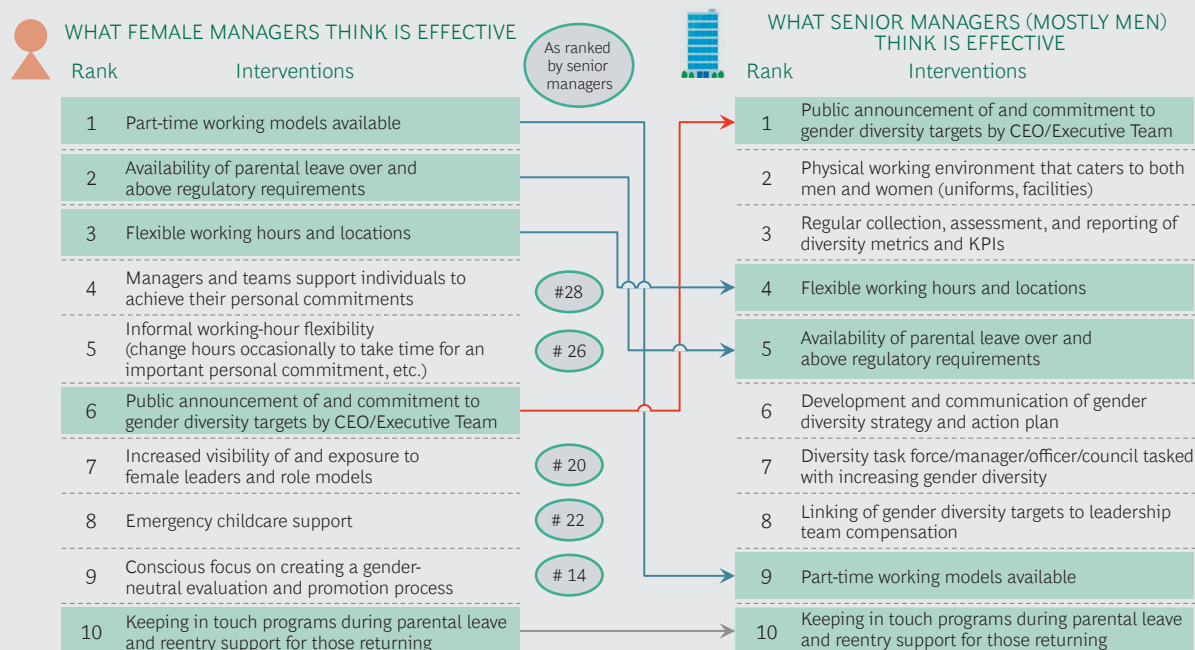 WHAT FEMALE MANAGERS THINK IS EFFECTIVE
Rank Interventions
As ranked
by senior
managers
1 Part-time working models available
2 Availability of parental leave over and
above regulatory requirements
3 Flexible working hours and locations
4 Managers and teams support individuals to
achieve their personal commitments
#28
5 Informal working-hour flexibility
(change hours occasionally to take time for an
important personal commitment, etc.)
# 26
6 Public announcement of and commitment to
gender diversity targets by CEO/Executive Team
7 Increased visibility of and exposure to
female leaders and role models
# 20
8 Emergency childcare support
# 22
9 Conscious focus on creating a gender-
neutral evaluation and promotion process
# 14
10 Keeping in touch programs during parental leave
and reentry support for those returning
WHAT SENIOR MANAGERS (MOSTLY MEN)
THINK IS EFFECTIVE
Rank Interventions
1 Public announcement of and commitment to
gender diversity targets by CEO/Executive Team
2 Physical working environment that caters to both
men and women (uniforms, facilities)
3 Regular collection, assessment, and reporting of
diversity metrics and KPIs
4 Flexible working hours and locations
5 Availability of parental leave over and
above regulatory requirements
6 Development and communication of gender
diversity strategy and action plan
7 Diversity task force/manager/officer/council tasked
with increasing gender diversity
8 Linking of gender diversity targets to leadership
team compensation
9 Part-time working models available
10 Keeping in touch programs during parental leave
and reentry support for those returning